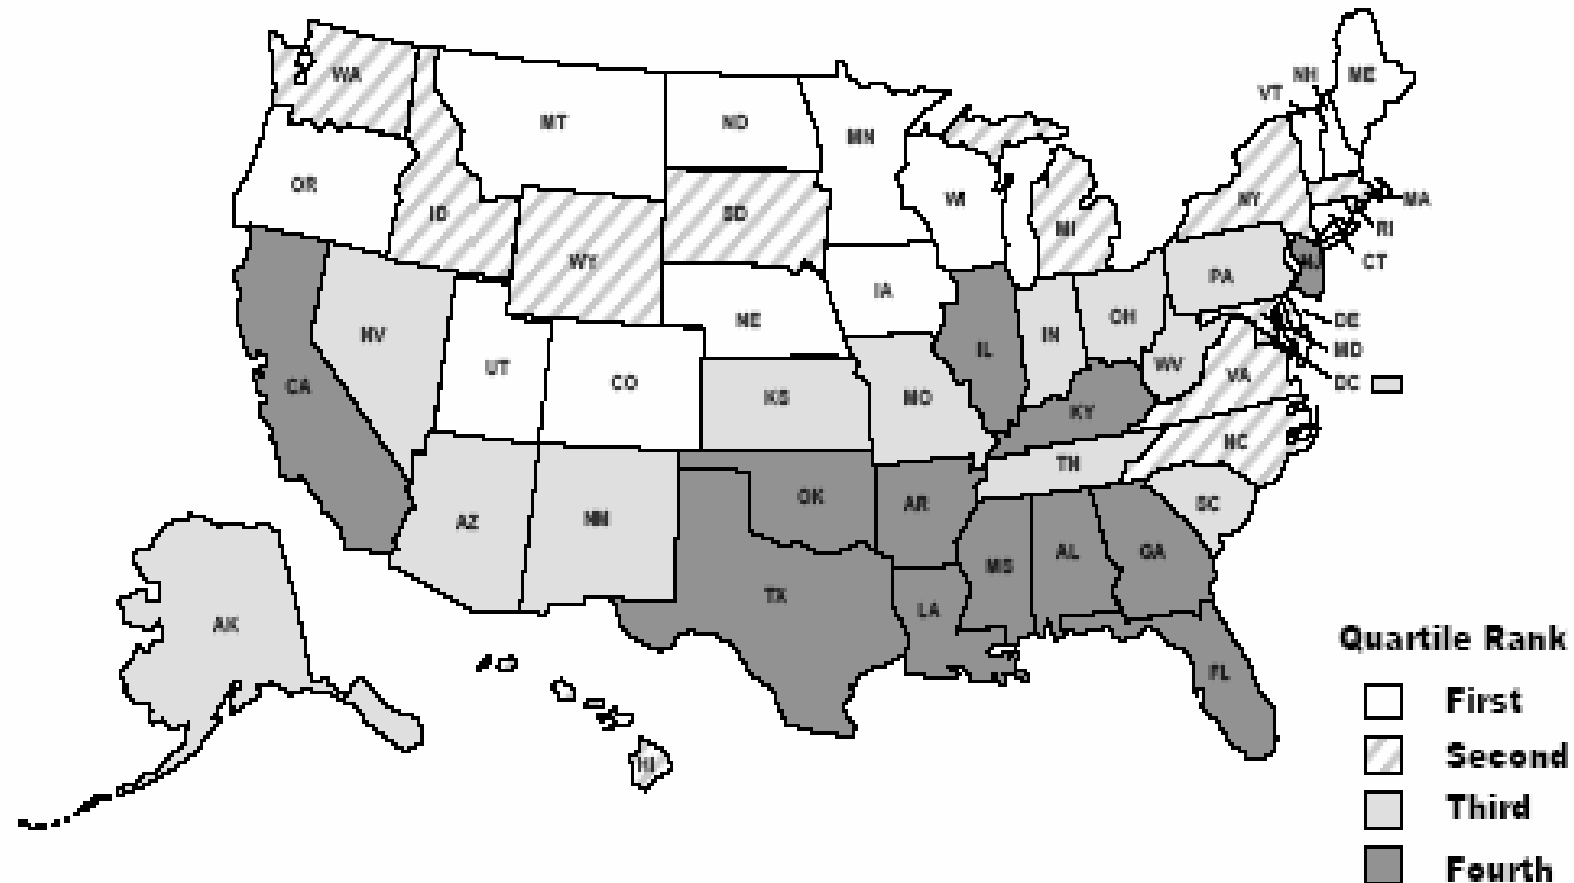 NH
ME
WA
VT
MT
ND
MN
OR
WI
NY
MA
ID
SD
MI
RI
WY
CT
PA
NJ
IA
DE
NE
OH
NV
IN
MD
IL
UT
WV
VA
CO
DC
CA
KS
MO
KY
NC
TN
OK
AR
SC
AZ
NM
AL
GA
MS
TX
LA
AK
Quartile Rank
FL
First
HI
Second
Third
Fourth